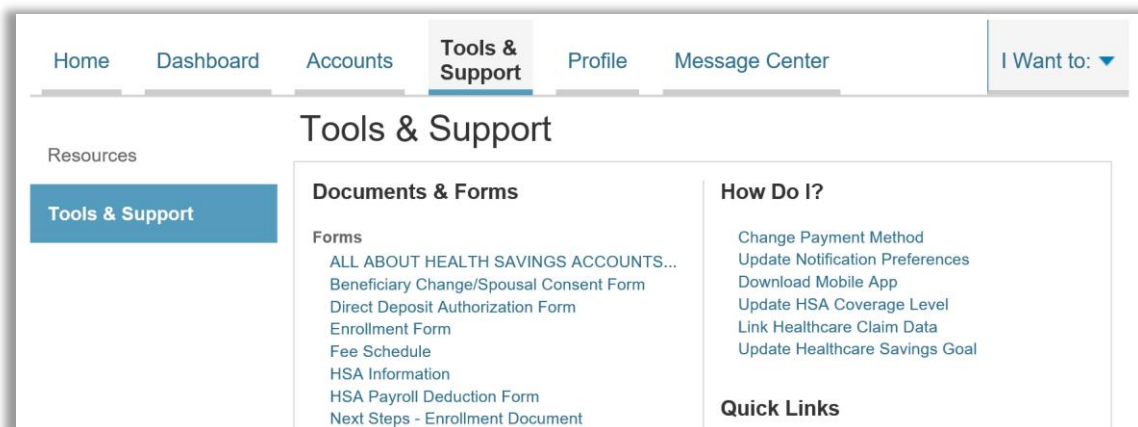 Home
Dashboard
Accounts
Tools &
Support
Profile
Message Center
I Want to:
Resources
Tools & Support
Tools & Support
Documents & Forms
Forms
ALL ABOUT HEALTH SAVINGS ACCOUNTS...
Beneficiary Change/Spousal Consent Form
Direct Deposit Authorization Form
Enrollment Form
Fee Schedule
HSA Information
HSA Payroll Deduction Form
Next Steps - Enrollment Document
How Do I?
Change Payment Method
Update Notification Preferences
Download Mobile App
Update HSA Coverage Level
Link Healthcare Claim Data
Update Healthcare Savings Goal
Quick Links